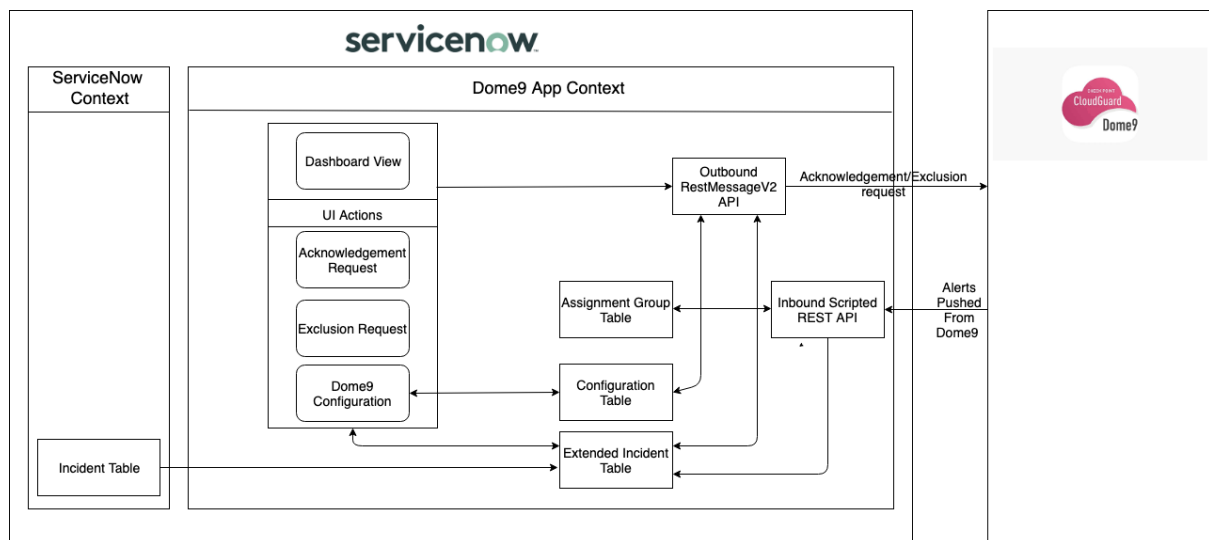 servicenow
ServiceNow
Context
Dome9 App Context
CHECK POINT
CloudGuard
Dome9
Dashboard View
UI Actions
Acknowledgement
Request
Exclusion Request
Dome9
Configuration
Outbound
RestMessageV2
API
Acknowledgement/Exclusion
request
Assignment Group
Table
Inbound Scripted
REST API
Alerts
Pushed
From
Dome9
Configuration
Table
Extended Incident
Table
Incident Table